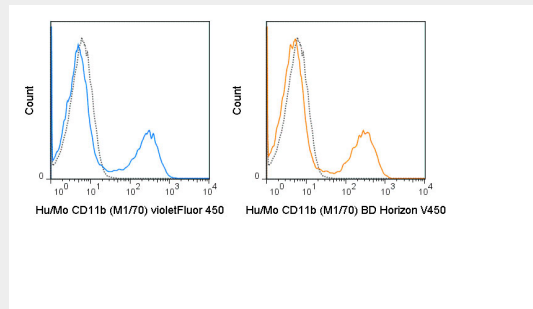 Count
0
10^0 10^1 10^2 10^3 10^4
Hu/Mo CD11b (M1/70) violetFluor 450
Count
0
10^0 10^1 10^2 10^3 10^4
Hu/Mo CD11b (M1/70) BD Horizon V450